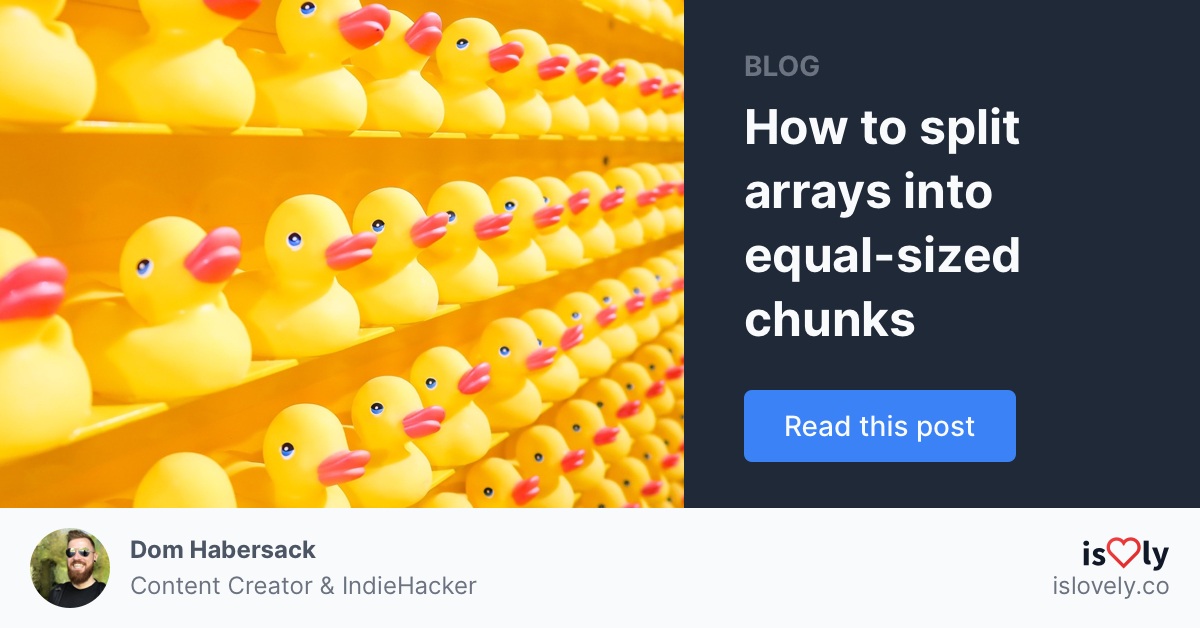 BLOG
How to split
arrays into
equal-sized
chunks
Read this post
Dom Habersack
Content Creator & IndieHacker
is♡ly
islovely.co